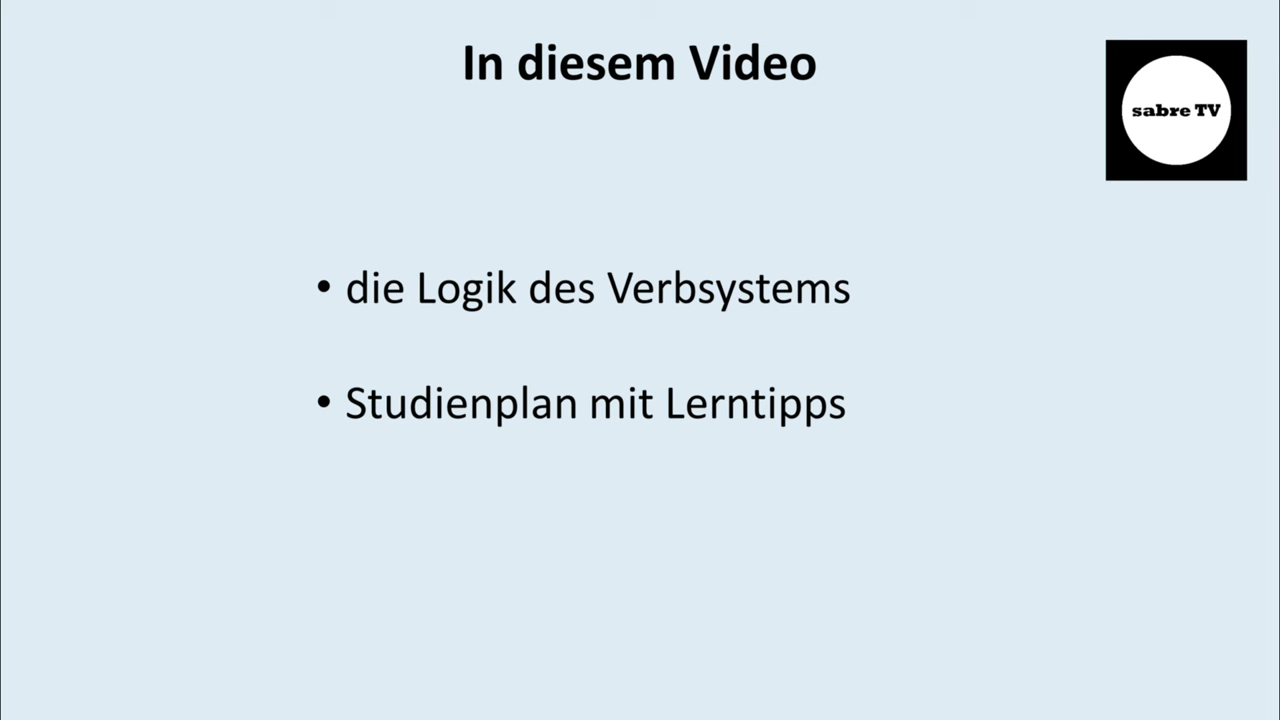 In diesem Video
sabre TV
• die Logik des Verbsystems
• Studienplan mit Lerntipps